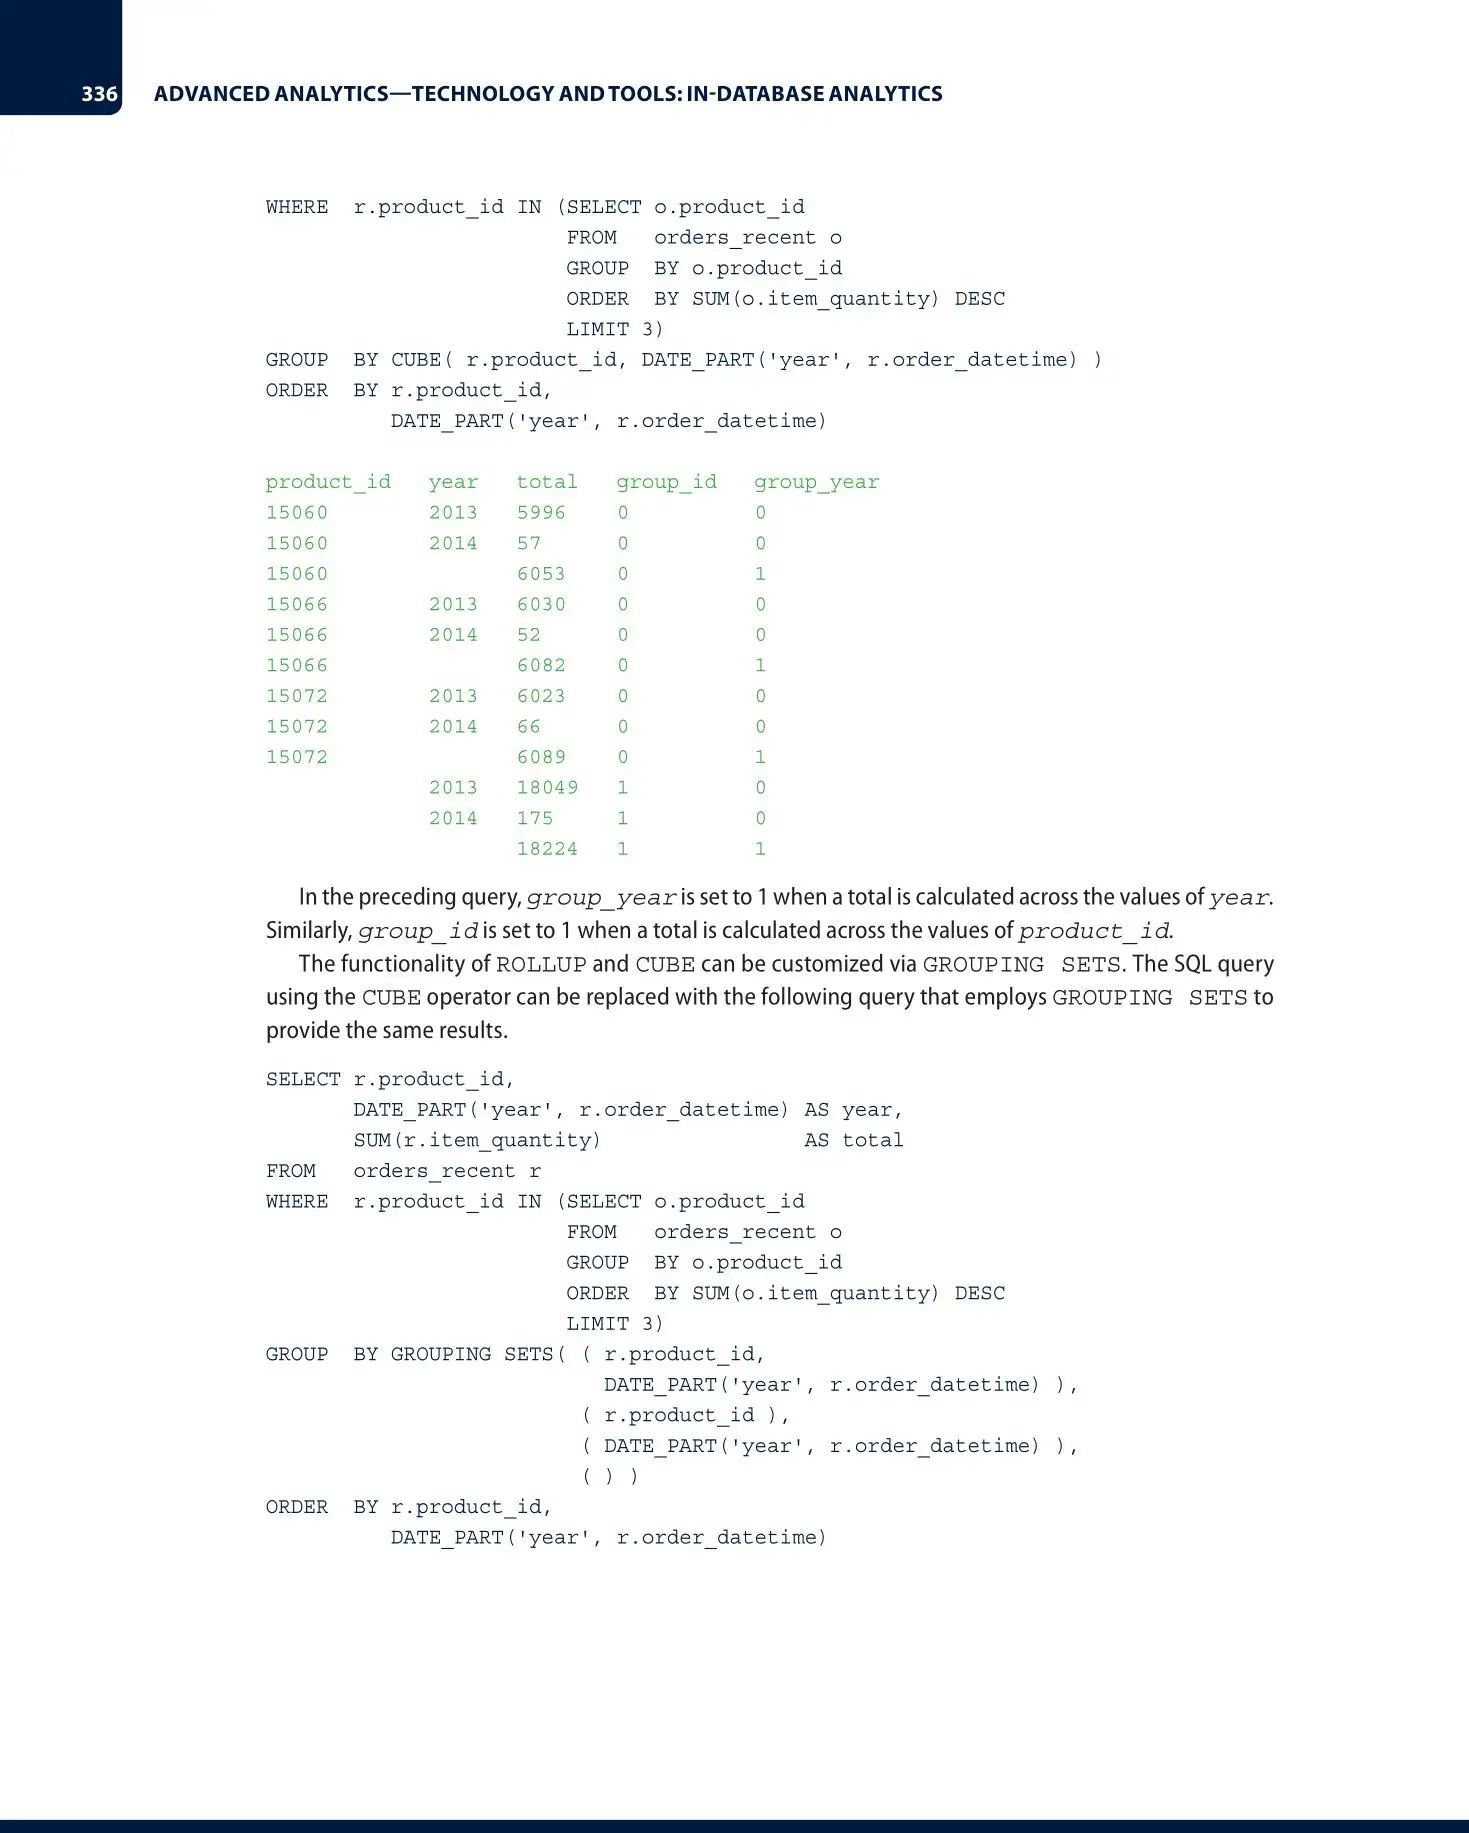 336 ADVANCED ANALYTICS—TECHNOLOGY AND TOOLS: IN-DATABASE ANALYTICS
WHERE  r.product_id IN (SELECT o.product_id
                        FROM   orders_recent o
                        GROUP  BY o.product_id
                        ORDER  BY SUM(o.item_quantity) DESC
                        LIMIT 3)
GROUP  BY CUBE( r.product_id, DATE_PART('year', r.order_datetime) )
ORDER  BY r.product_id,
          DATE_PART('year', r.order_datetime)
product_id   year   total   group_id   group_year
15060        2013   5996    0          0
15060        2014   57      0          0
15060               6053    0          1
15066        2013   6030    0          0
15066        2014   52      0          0
15066               6082    0          1
15072        2013   6023    0          0
15072        2014   66      0          0
15072               6089    0          1
             2013   18049   1          0
             2014   175     1          0
                    18224   1          1
In the preceding query, group_year is set to 1 when a total is calculated across the values of year.
Similarly, group_id is set to 1 when a total is calculated across the values of product_id.
The functionality of ROLLUP and CUBE can be customized via GROUPING SETS. The SQL query
using the CUBE operator can be replaced with the following query that employs GROUPING SETS to
provide the same results.
SELECT r.product_id,
       DATE_PART('year', r.order_datetime) AS year,
       SUM(r.item_quantity)                AS total
FROM   orders_recent r
WHERE  r.product_id IN (SELECT o.product_id
                        FROM   orders_recent o
                        GROUP  BY o.product_id
                        ORDER  BY SUM(o.item_quantity) DESC
                        LIMIT 3)
GROUP  BY GROUPING SETS( ( r.product_id,
                           DATE_PART('year', r.order_datetime) ),
                         ( r.product_id ),
                         ( DATE_PART('year', r.order_datetime) ),
                         ( ) )
ORDER  BY r.product_id,
          DATE_PART('year', r.order_datetime)